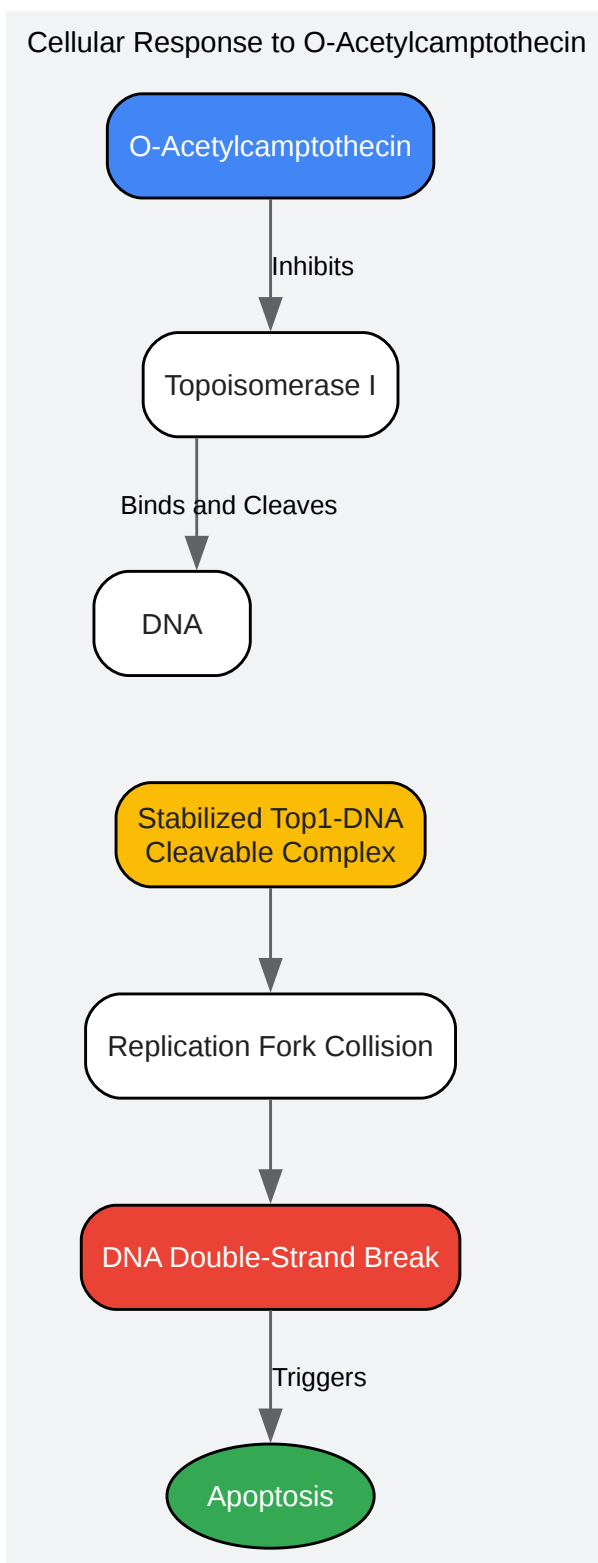 Cellular Response to O-Acetylcamptothecin
O-Acetylcamptothecin
Inhibits
Topoisomerase I
Binds and Cleaves
DNA
Stabilized Top1-DNA
Cleavable Complex
Replication Fork Collision
DNA Double-Strand Break
Triggers
Apoptosis